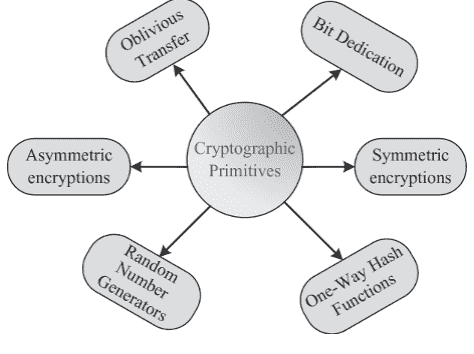 Oblivious
Transfer
Bit Dedication
Cryptographic
Primitives
Asymmetric
encryptions
Symmetric
encryptions
Random
Number
Generators
One-Way Hash
Functions